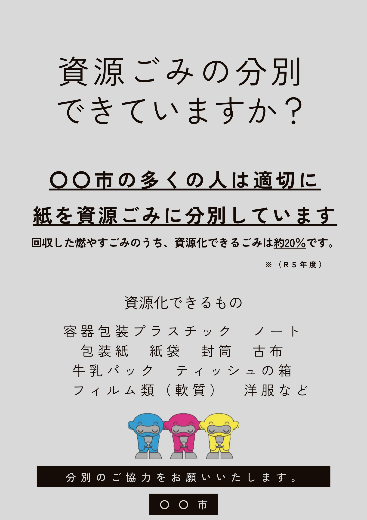 資源ごみの分別
できていますか？
〇〇市の多くの人は適切に
紙を資源ごみに分別しています
回収した燃やすごみのうち、資源化できるごみは約20％です。
※（R５年度）
資源化できるもの
容器包装プラスチック　ノート
包装紙　紙袋　封筒　古布
牛乳パック　ティッシュの箱
フィルム類（軟質）　洋服など
分別のご協力をお願いいたします。
〇〇市